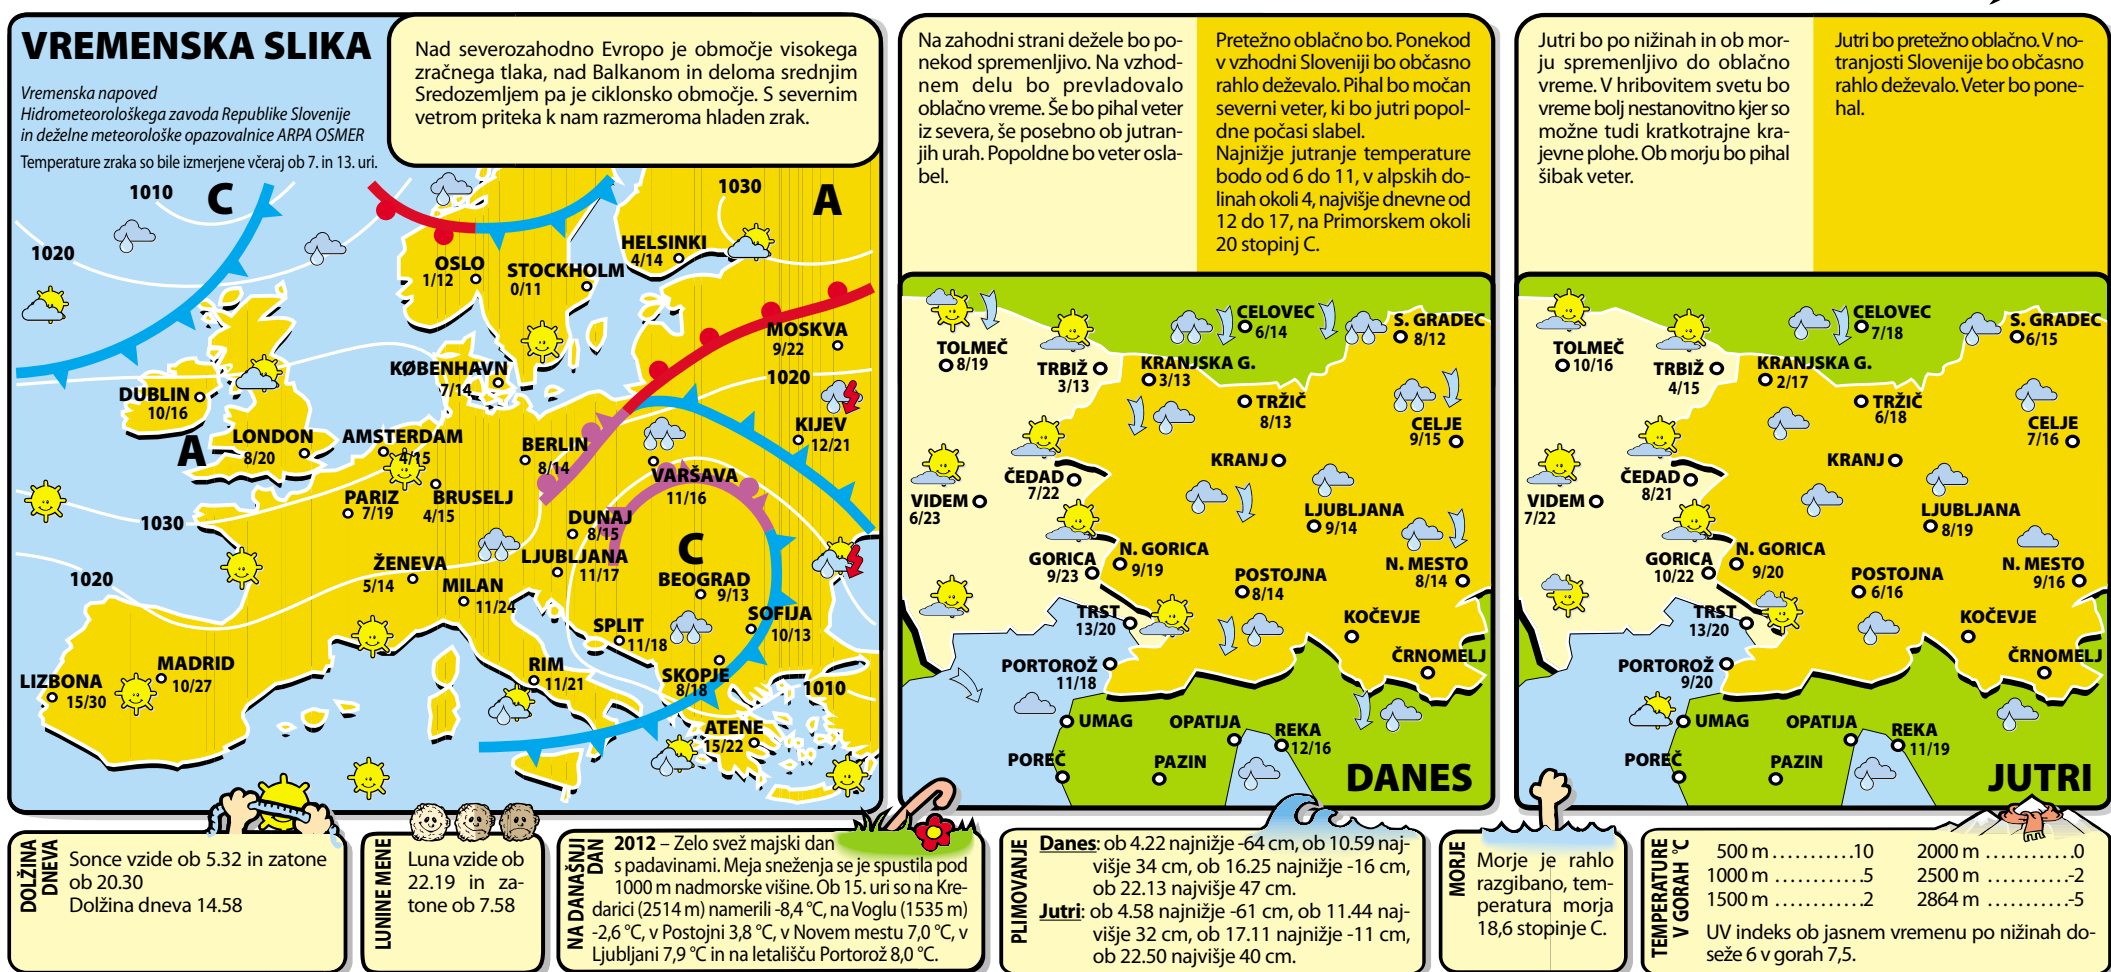 VREMENSKA SLIKA
Vremenska napoved
Hidrometeorološkega zavoda Republike Slovenije
in deželne meteorološke opazovalnice ARPA OSMER
Temperature zraka so bile izmerjene včeraj ob 7. in 13. uri.
Nad severozahodno Evropo je območje visokega
zračnega tlaka, nad Balkanom in deloma srednjim
Sredozemljem pa je ciklonsko območje. S severnim
vetrom priteka k nam razmeroma hladen zrak.
1010
C
1030
A
1020
HELSINKI
4/14
OSLO
1/12
STOCKHOLM
0/11
MOSKVA
9/22
KØBENHAVN
7/14
1020
DUBLIN
10/16
KIJEV
12/21
A
LONDON
8/20
AMSTERDAM
4/15
BERLIN
8/14
VARŠAVA
11/16
PARIZ
7/19
BRUSELJ
4/15
1030
DUNAJ
8/15
C
LJUBLJANA
11/17
ŽENEVA
5/14
1020
MILAN
11/24
BEOGRAD
9/13
SOFIJA
10/13
SPLIT
11/18
MADRID
10/27
RIM
11/21
SKOPJE
8/18
LIZBONA
15/30
1010
ATENE
15/22
Na zahodni strani dežele bo po-
nekod spremenljivo. Na vzhod-
nem delu bo prevladovalo
oblačno vreme. Še bo pihal veter
iz severa, še posebno ob jutran-
jih urah. Popoldne bo veter osla-
bel.
Pretežno oblačno bo. Ponekod
v vzhodni Sloveniji bo občasno
rahlo deževalo. Pihal bo močan
severni veter, ki bo jutri popol-
dne počasi slabel.
Najnižje jutranje temperature
bodo od 6 do 11, v alpskih do-
linah okoli 4, najvišje dnevne od
12 do 17, na Primorskem okoli
20 stopinj C.
CELOVEC
6/14
S. GRADEC
8/12
TOLMEČ
8/19
TRBIŽ
3/13
KRANJSKA G.
3/13
TRŽIČ
8/13
CELJE
9/15
KRANJ
ČEDAD
7/22
VIDEM
6/23
LJUBLJANA
9/14
GORICA
9/23
N. GORICA
9/19
N. MESTO
8/14
POSTOJNA
8/14
TRST
13/20
KOČEVJE
PORTOROŽ
11/18
ČRNOMELJ
UMAG
OPATIJA
REKA
12/16
POREČ
PAZIN
DANES
Jutri bo po nižinah in ob mor-
ju spremenljivo do oblačno
vreme. V hribovitem svetu bo
vreme bolj nestanovitno kjer so
možne tudi kratkotrajne kra-
jevne plohe. Ob morju bo pihal
šibak veter.
Jutri bo pretežno oblačno. V no-
tranjosti Slovenije bo občasno
rahlo deževalo. Veter bo pone-
hal.
CELOVEC
7/18
S. GRADEC
6/15
TOLMEČ
10/16
TRBIŽ
4/15
KRANJSKA G.
2/17
TRŽIČ
6/18
CELJE
7/16
KRANJ
ČEDAD
8/21
VIDEM
7/22
LJUBLJANA
8/19
GORICA
10/22
N. GORICA
9/20
N. MESTO
9/16
POSTOJNA
6/16
TRST
13/20
KOČEVJE
PORTOROŽ
9/20
ČRNOMELJ
UMAG
OPATIJA
REKA
11/19
POREČ
PAZIN
JUTRI
DOLŽINA
DNEVA
Sonce vzide ob 5.32 in zatone
ob 20.30
Dolžina dneva 14.58
LUNINE MENE
Luna vzide ob
22.19 in za-
tone ob 7.58
NA DANAŠNJI
DAN
2012 – Zelo svež majski dan
s padavinami. Meja sneženja se je spustila pod
1000 m nadmorske višine. Ob 15. uri so na Kre-
darici (2514 m) namerili -8,4 °C, na Voglu (1535 m)
-2,6 °C, v Postojni 3,8 °C, v Novem mestu 7,0 °C, v
Ljubljani 7,9 °C in na letališču Portorož 8,0 °C.
PLIMOVANJE
Danes: ob 4.22 najnižje -64 cm, ob 10.59 naj-
višje 34 cm, ob 16.25 najnižje -16 cm,
ob 22.13 najvišje 47 cm.
Jutri: ob 4.58 najnižje -61 cm, ob 11.44 naj-
višje 32 cm, ob 17.11 najnižje -11 cm,
ob 22.50 najvišje 40 cm.
MORJE
Morje je rahlo
razgibano, tem-
peratura morja
18,6 stopinje C.
TEMPERATURE
V GORAH °C
500 m ...........10
1000 m ............5
1500 m ............2
2000 m ............0
2500 m ...........-2
2864 m ...........-5
UV indeks ob jasnem vremenu po nižinah do-
seže 6 v gorah 7,5.